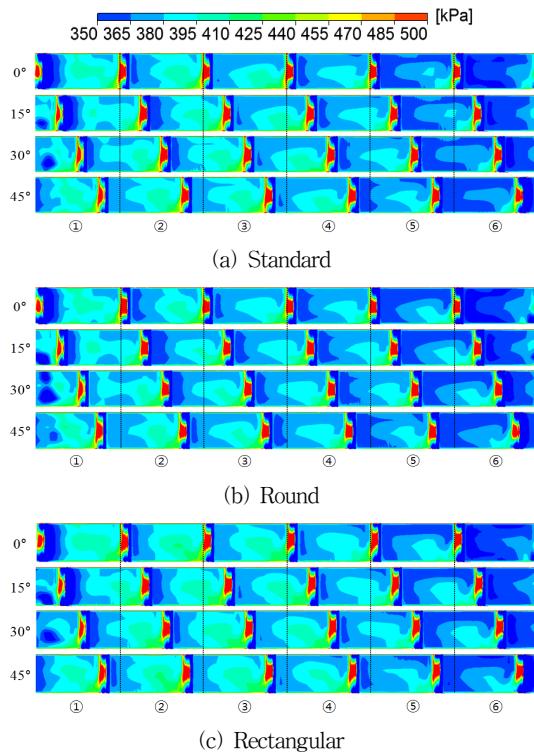 350 365 380 395 410 425 440 455 470 485 500 [kPa]
0°
15°
30°
45°
① ② ③ ④ ⑤ ⑥
(a) Standard
0°
15°
30°
45°
① ② ③ ④ ⑤ ⑥
(b) Round
0°
15°
30°
45°
① ② ③ ④ ⑤ ⑥
(c) Rectangular